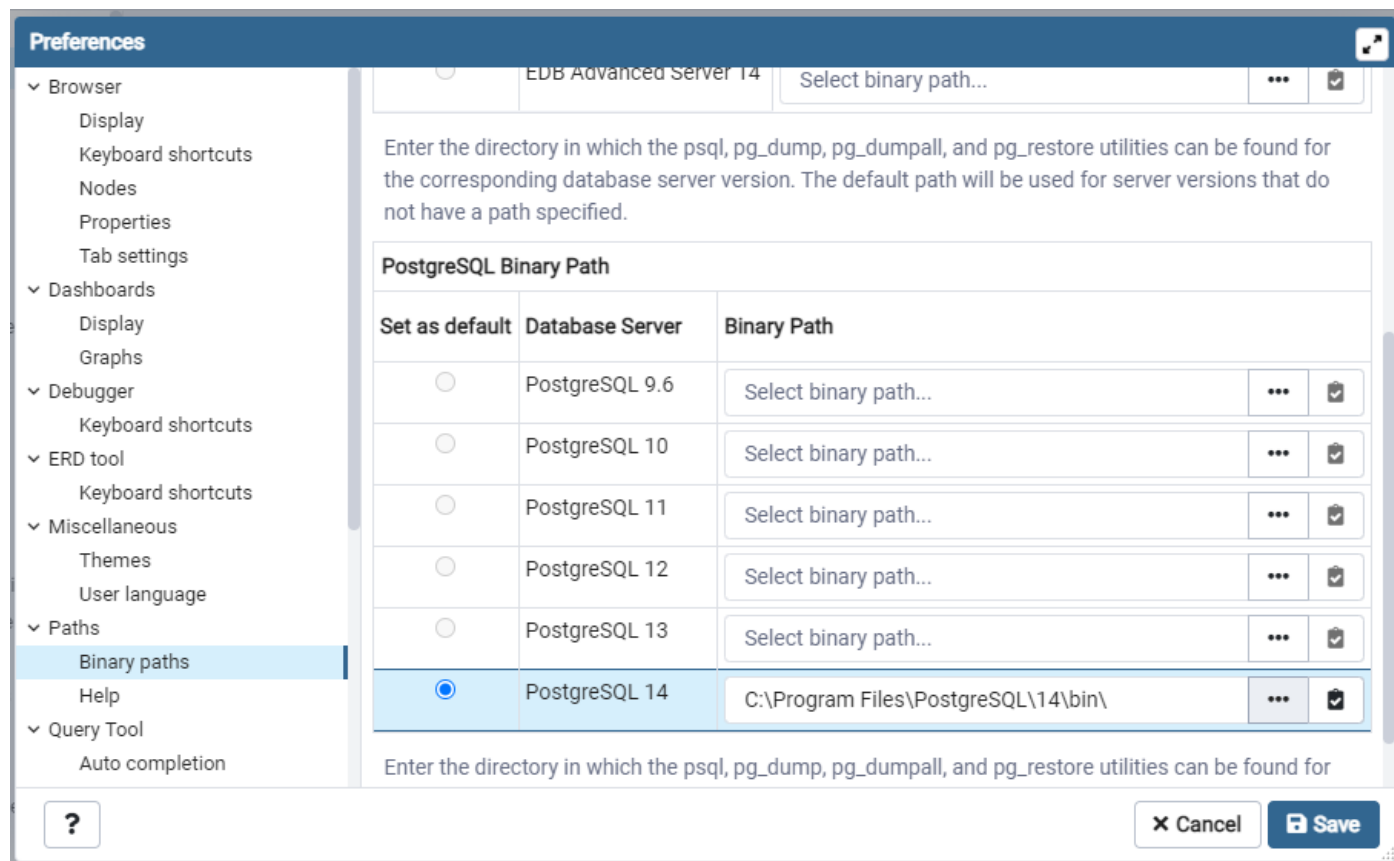 Preferences
Browser
Display
Keyboard shortcuts
Nodes
Properties
Tab settings
Dashboards
Display
Graphs
Debugger
Keyboard shortcuts
ERD tool
Keyboard shortcuts
Miscellaneous
Themes
User language
Paths
Binary paths
Help
Query Tool
Auto completion
EDB Advanced Server 14 Select binary path... •••
Enter the directory in which the psql, pg_dump, pg_dumpall, and pg_restore utilities can be found for
the corresponding database server version. The default path will be used for server versions that do
not have a path specified.
PostgreSQL Binary Path
Set as default Database Server Binary Path
PostgreSQL 9.6 Select binary path... •••
PostgreSQL 10 Select binary path... •••
PostgreSQL 11 Select binary path... •••
PostgreSQL 12 Select binary path... •••
PostgreSQL 13 Select binary path... •••
PostgreSQL 14 C:\Program Files\PostgreSQL\14\bin\ •••
Enter the directory in which the psql, pg_dump, pg_dumpall, and pg_restore utilities can be found for
? Cancel Save